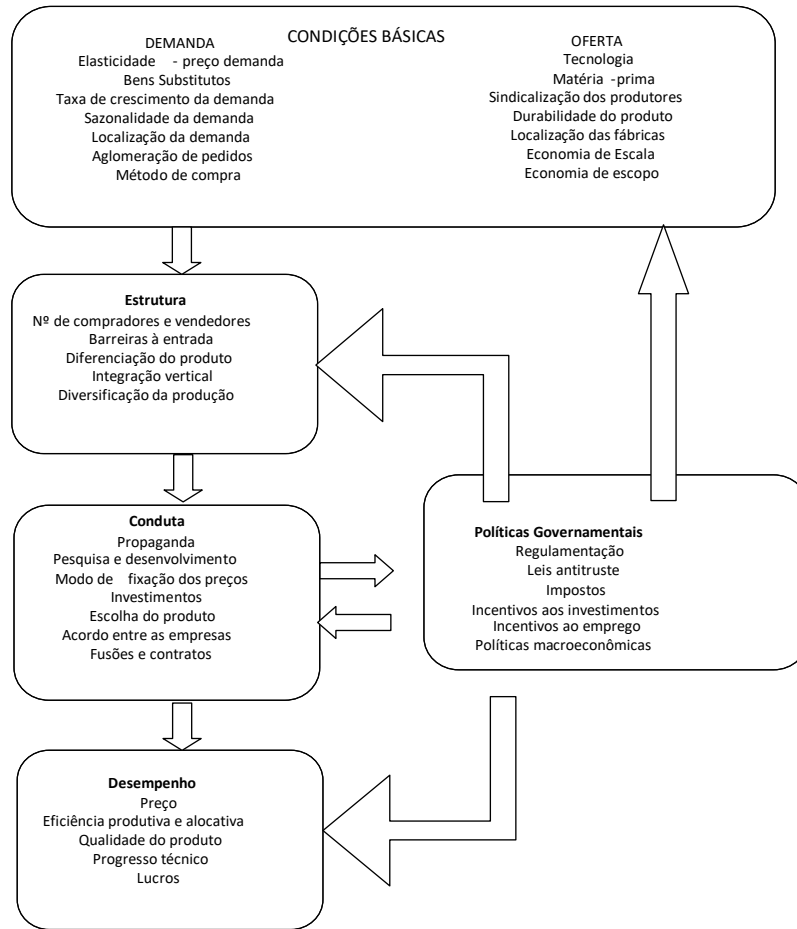 CONDIÇÕES BÁSICAS
DEMANDA
Elasticidade - preço demanda
Bens Substitutos
Taxa de crescimento da demanda
Sazonalidade da demanda
Localização da demanda
Aglomeração de pedidos
Método de compra
OFERTA
Tecnologia
Matéria -prima
Sindicalização dos produtores
Durabilidade do produto
Localização das fábricas
Economia de Escala
Economia de escopo
Estrutura
Nº de compradores e vendedores
Barreiras à entrada
Diferenciação do produto
Integração vertical
Diversificação da produção
Conduta
Propaganda
Pesquisa e desenvolvimento
Modo de fixação dos preços
Investimentos
Escolha do produto
Acordo entre as empresas
Fusões e contratos
Políticas Governamentais
Regulamentação
Leis antitruste
Impostos
Incentivos aos investimentos
Incentivos ao emprego
Políticas macroeconômicas
Desempenho
Preço
Eficiência produtiva e alocativa
Qualidade do produto
Progresso técnico
Lucros